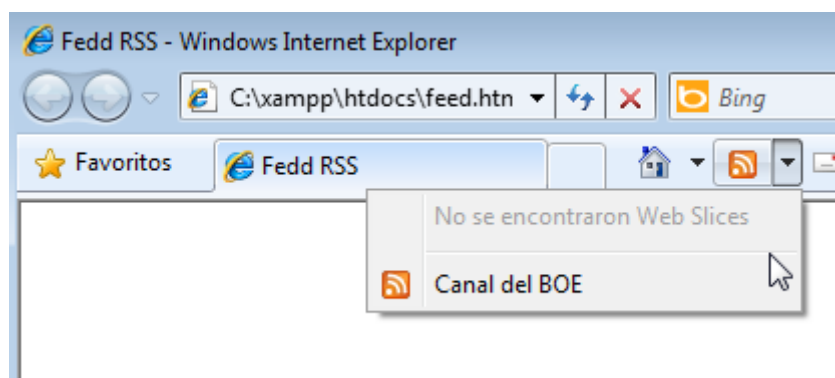 Fedd RSS - Windows Internet Explorer
C:\xampp\htdocs\feed.htn
Bing
Favoritos
Fedd RSS
No se encontraron Web Slices
Canal del BOE